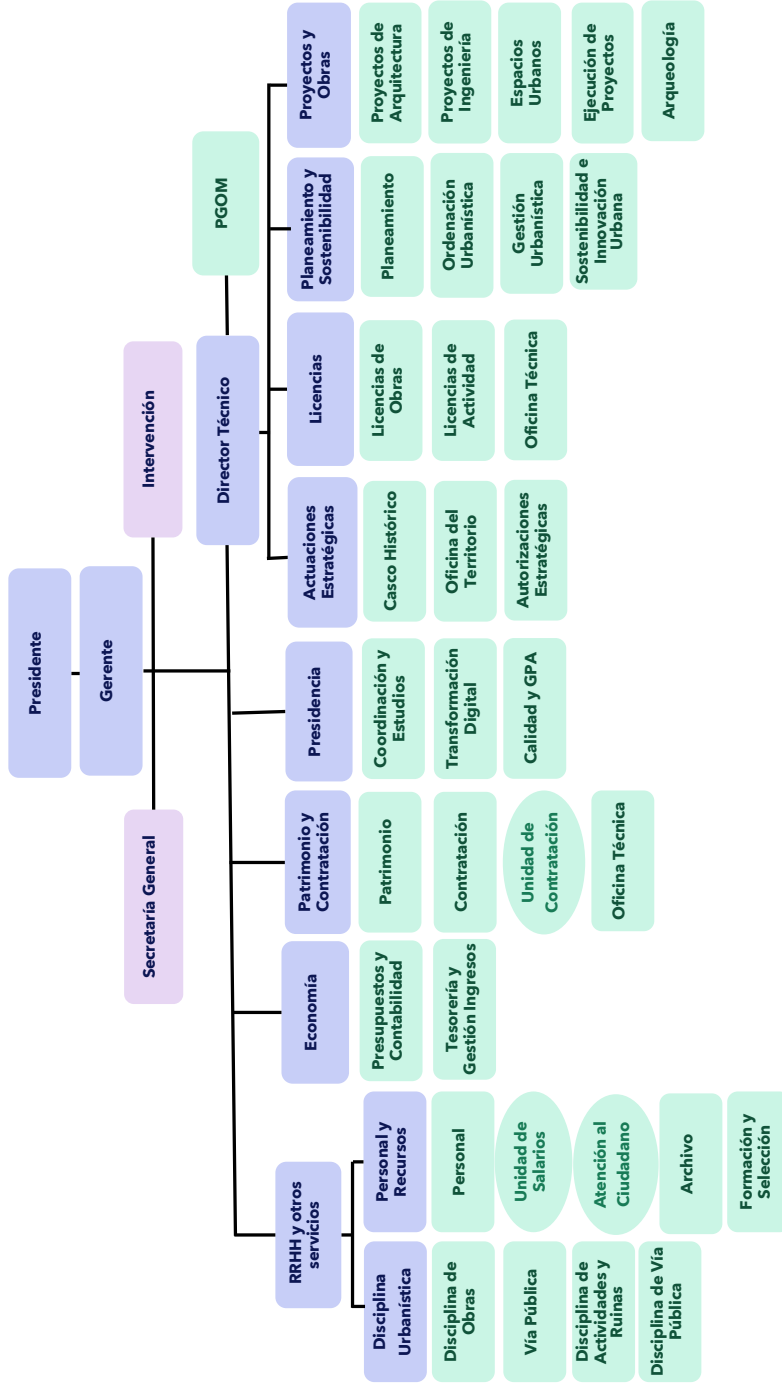 Presidente
Gerente
Secretaría General
Intervención
Director Técnico
PGOM
RRHH y otros
servicios
Disciplina
Urbanística
Disciplina de
Obras
Vía Pública
Disciplina de
Actividades y
Ruinas
Disciplina de Vía
Pública
Personal y
Recursos
Personal
Unidad de
Salarios
Atención al
Ciudadano
Archivo
Formación y
Selección
Economía
Presupuestos y
Contabilidad
Tesorería y
Gestión Ingresos
Patrimonio y
Contratación
Patrimonio
Contratación
Unidad de
Contratación
Oficina Técnica
Presidencia
Coordinación y
Estudios
Transformación
Digital
Calidad y GPA
Actuaciones
Estratégicas
Casco Histórico
Oficina del
Territorio
Autorizaciones
Estratégicas
Licencias
Licencias de
Obras
Licencias de
Actividad
Oficina Técnica
Planeamiento y
Sostenibilidad
Planeamiento
Ordenación
Urbanística
Gestión
Urbanística
Sostenibilidad e
Innovación
Urbana
Proyectos y
Obras
Proyectos de
Arquitectura
Proyectos de
Ingeniería
Espacios
Urbanos
Ejecución de
Proyectos
Arqueología